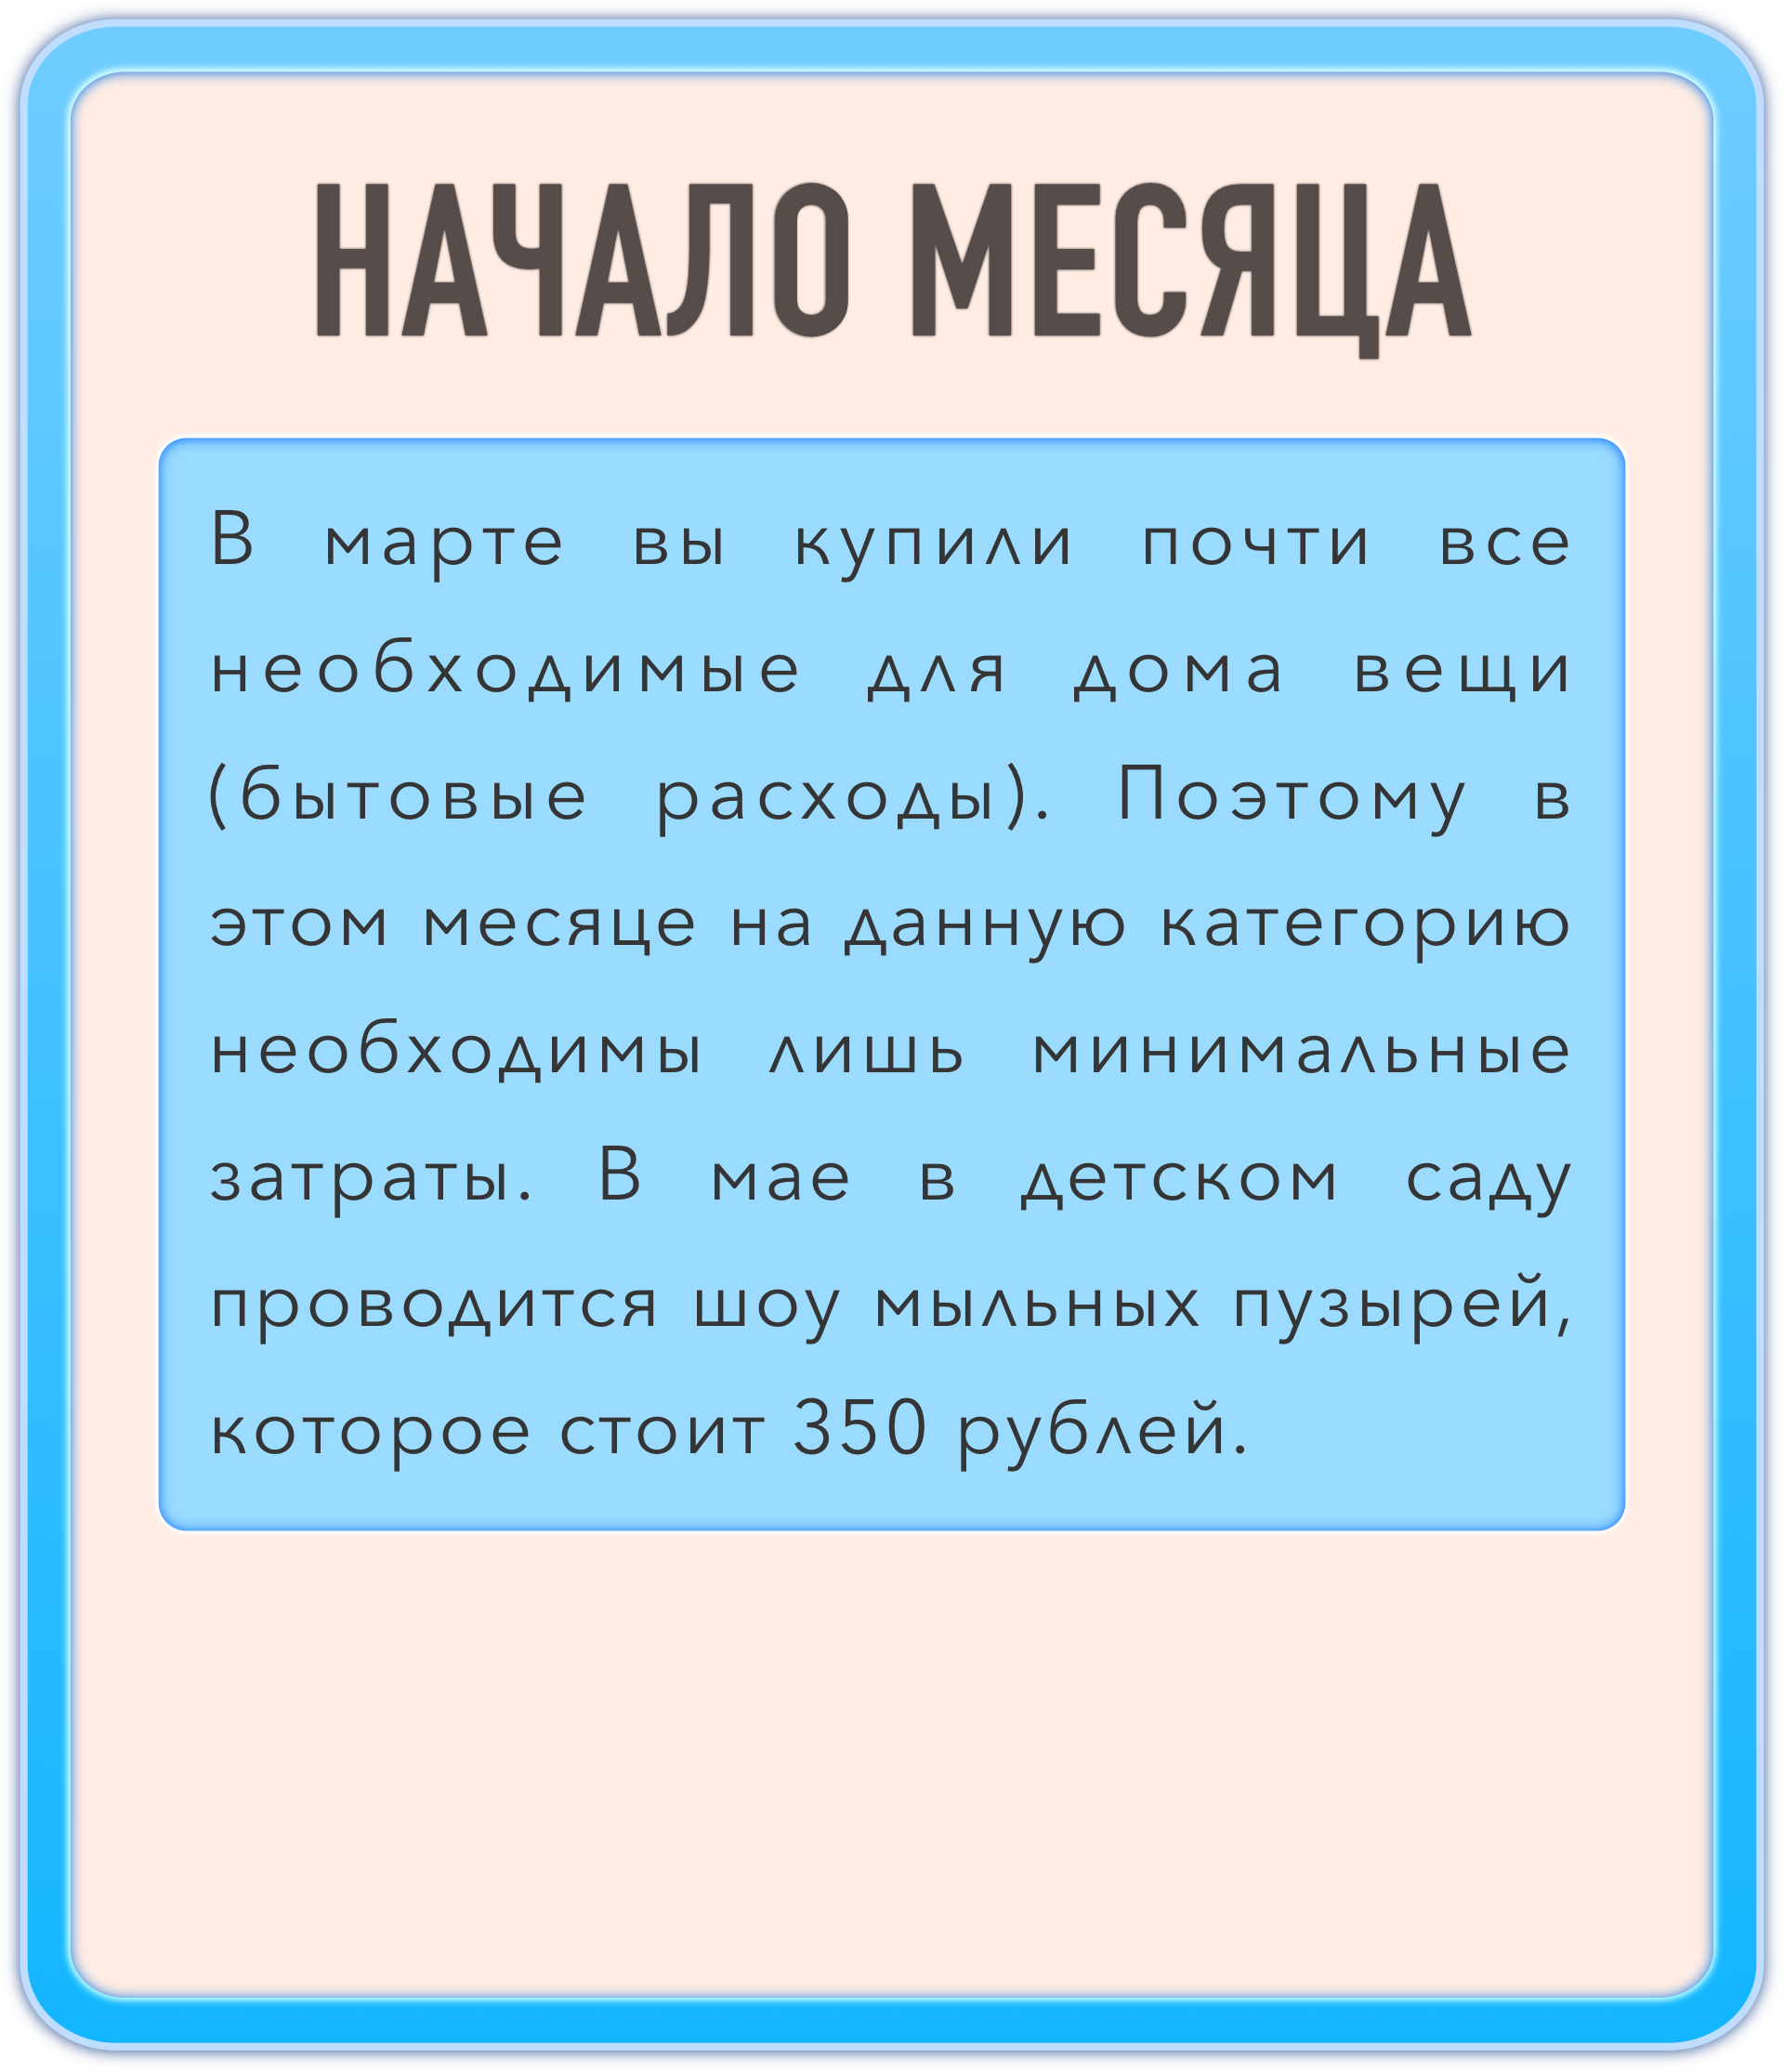 НАЧАЛО МЕСЯЦА
В марте вы купили почти все
необходимые для дома вещи
(бытовые расходы). Поэтому в
этом месяце на данную категорию
необходимы лишь минимальные
затраты. В мае в детском саду
проводится шоу мыльных пузырей,
которое стоит 350 рублей.